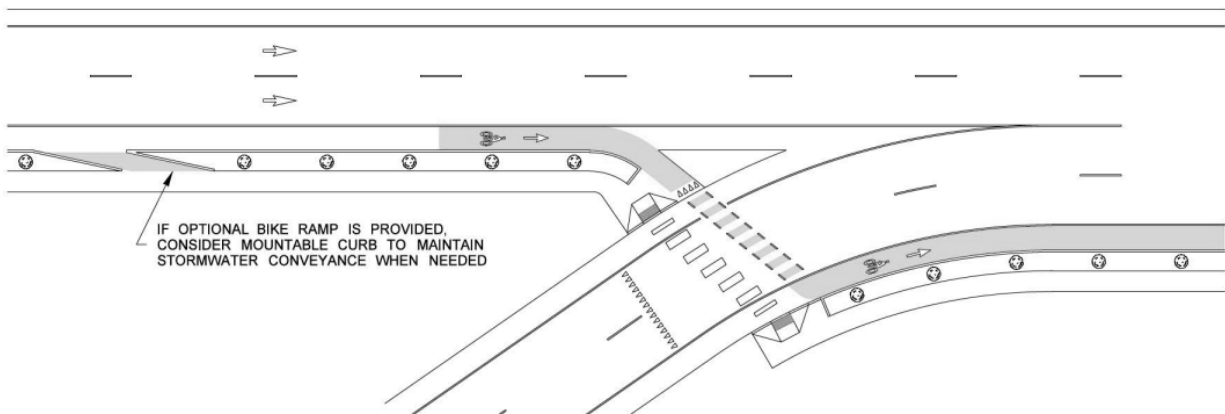 IF OPTIONAL BIKE RAMP IS PROVIDED,
CONSIDER MOUNTABLE CURB TO MAINTAIN
STORMWATER CONVEYANCE WHEN NEEDED